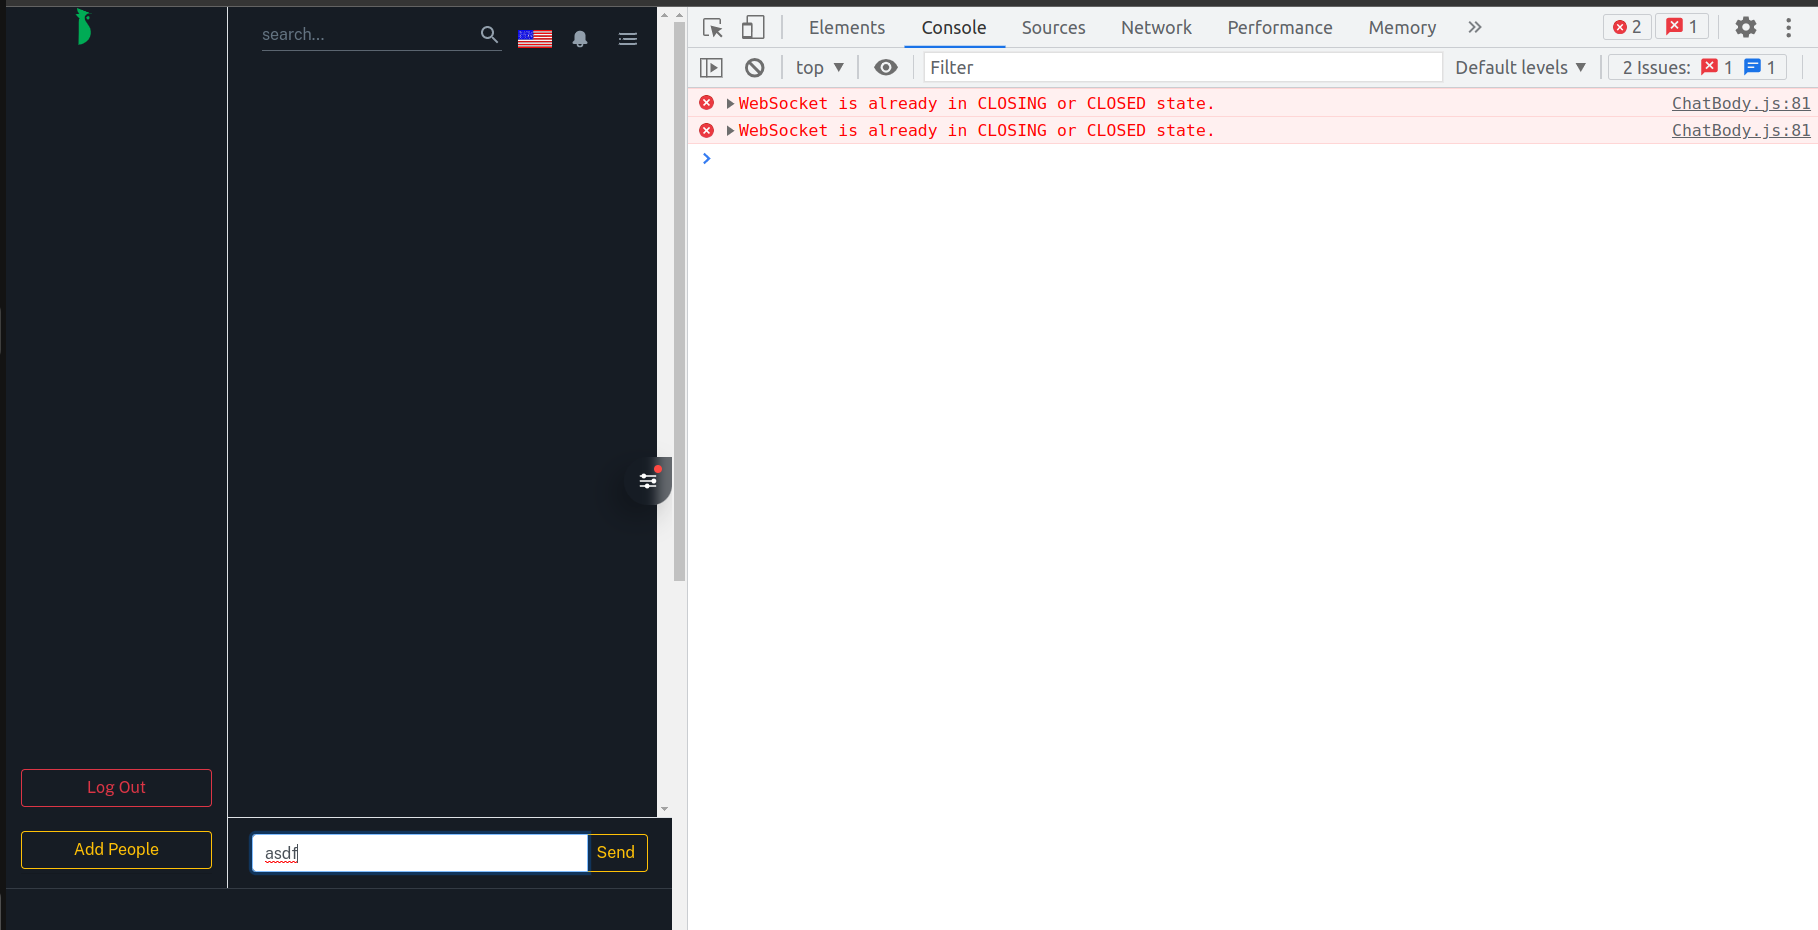 search...
Log Out
Add People
asdf
Send
Elements Console Sources Network Performance Memory » 2 1
top ▼ Filter Default levels ▼ 2 Issues: 1 1
WebSocket is already in CLOSING or CLOSED state. ChatBody.js:81
WebSocket is already in CLOSING or CLOSED state. ChatBody.js:81